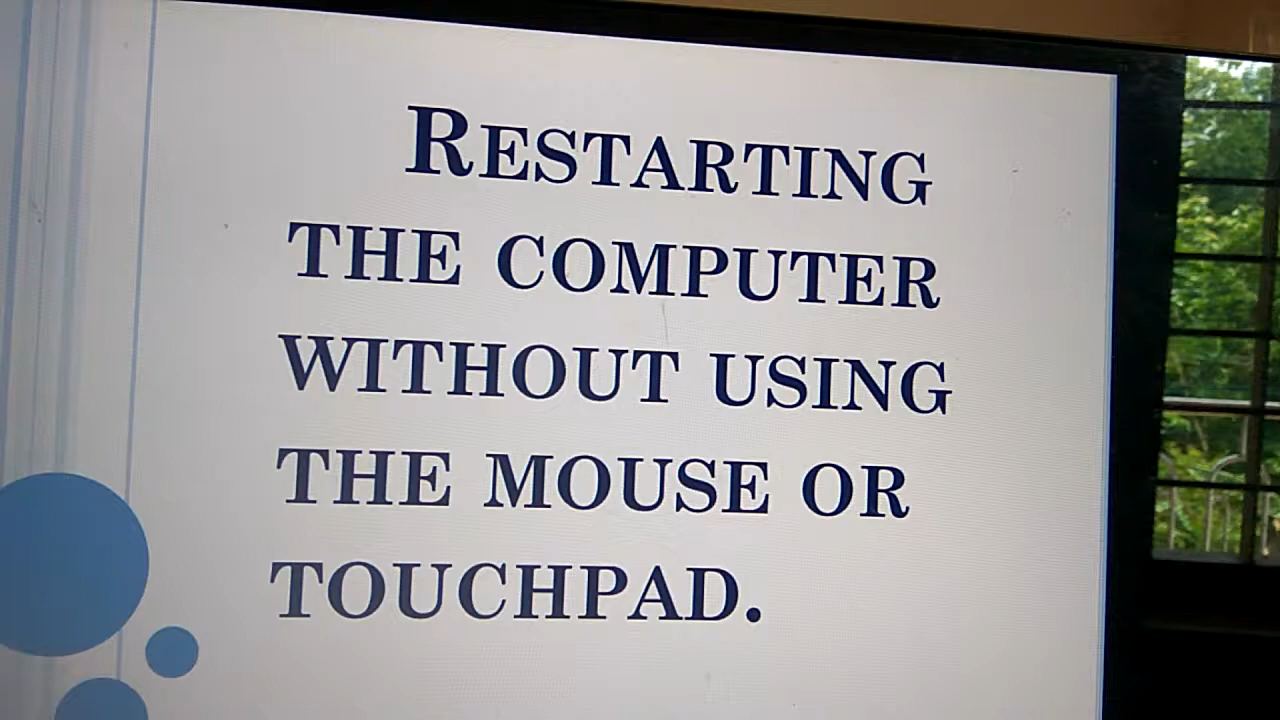 Restarting
the computer
without using
the mouse or
touchpad.